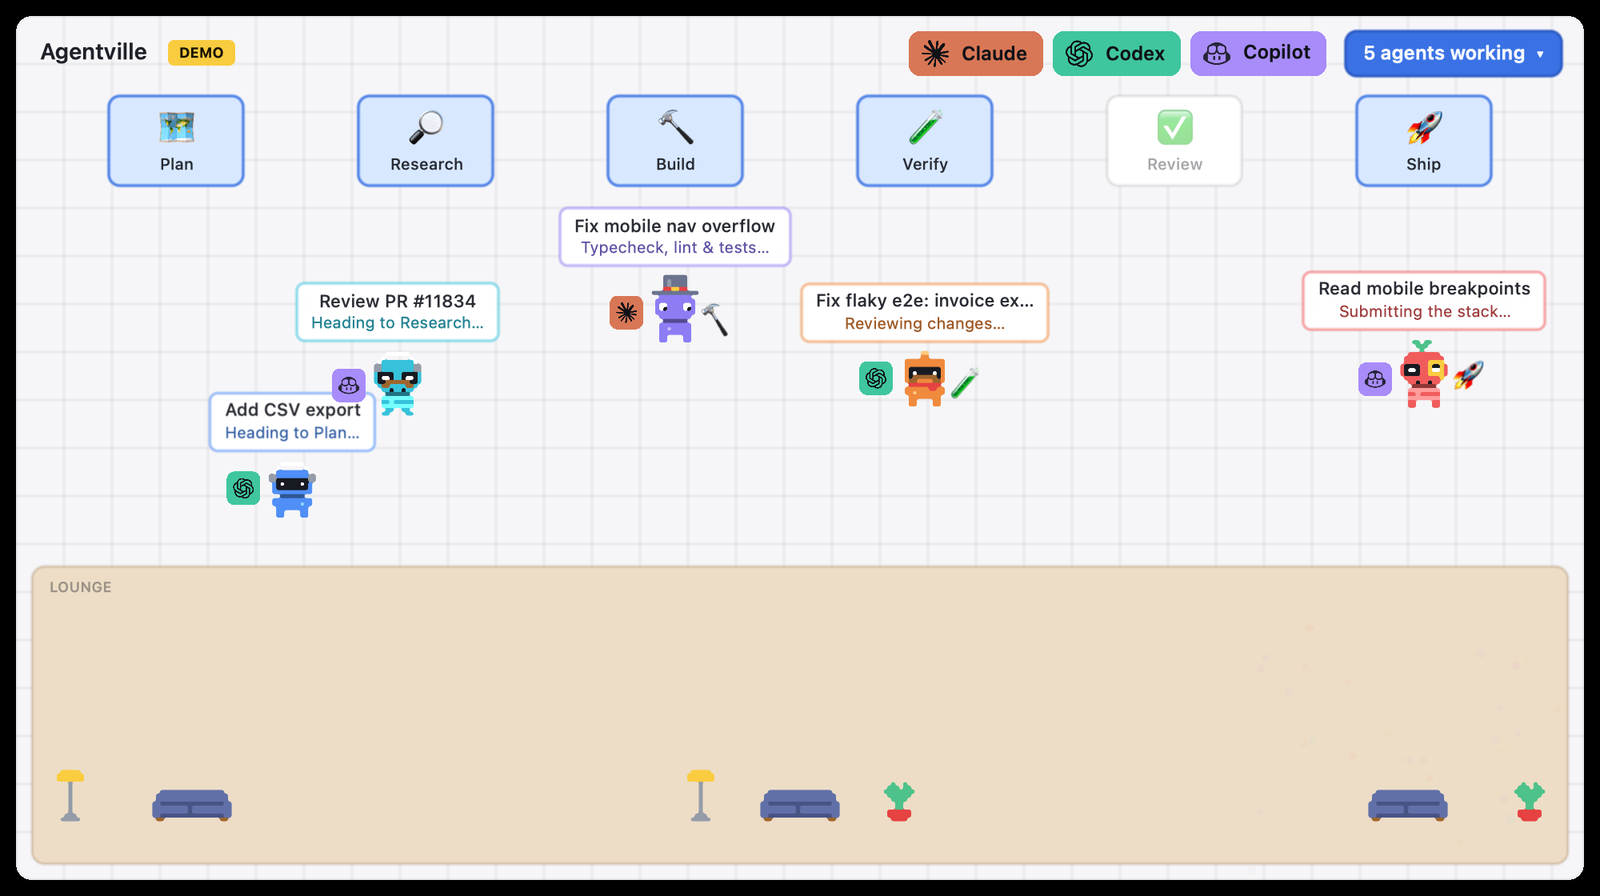 Agentville
DEMO
Claude
Codex
Copilot
5 agents working
Plan
Research
Build
Verify
Review
Ship
Fix mobile nav overflow
Typecheck, lint & tests...
Review PR #11834
Heading to Research...
Fix flaky e2e: invoice ex...
Reviewing changes...
Read mobile breakpoints
Submitting the stack...
Add CSV export
Heading to Plan...
LOUNGE